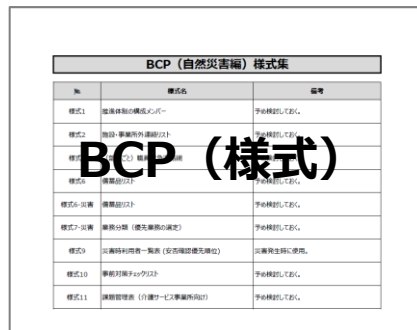 BCP（自然災害編）様式集
№ 様式名 備考
様式1 推進体制の構成メンバー 予め検討しておく。
様式2 施設・事業所外連絡リスト 予め検討しておく。
BCP（様式）
様式6 備蓄品リスト 予め検討しておく。
様式6-災害 備蓄品リスト 予め検討しておく。
様式7-災害 業務分類（優先業務の選定） 予め検討しておく。
様式9 災害時利用者一覧表（安否確認優先順位） 災害発生時に使用。
様式10 事前対策チェックリスト 予め検討しておく。
様式11 課題管理表（介護サービス事業所向け） 予め検討しておく。